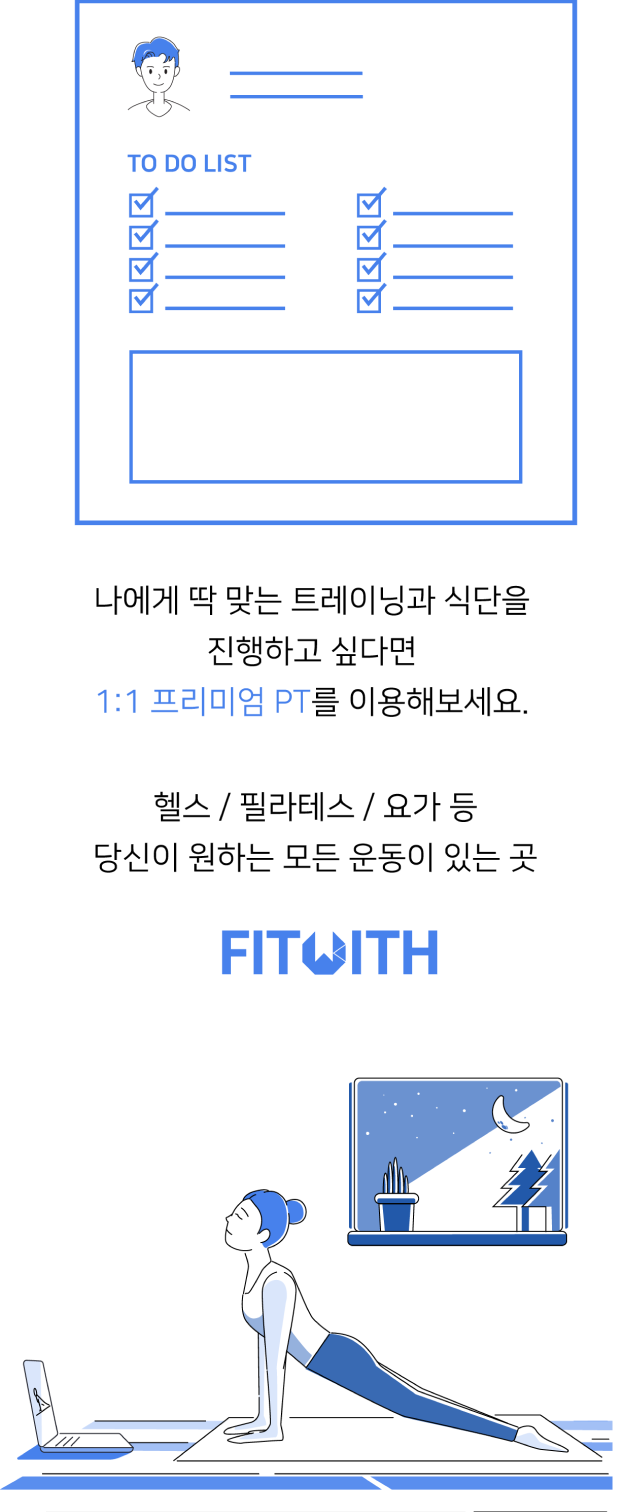 TO DO LIST
나에게 딱 맞는 트레이닝과 식단을
진행하고 싶다면
1:1 프리미엄 PT를 이용해보세요.
헬스 / 필라테스 / 요가 등
당신이 원하는 모든 운동이 있는 곳
FITWITH